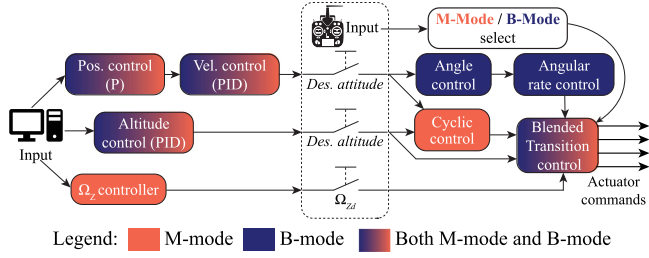 Input
M-Mode / B-Mode
select
Pos. control
(P)
Vel. control
(PID)
Des. attitude
Angle
control
Angular
rate control
Input
Altitude
control (PID)
Des. altitude
Cyclic
control
Blended
Transition
control
Ω_Z controller
Ω_Zd
Actuator
commands
Legend: M-mode B-mode Both M-mode and B-mode